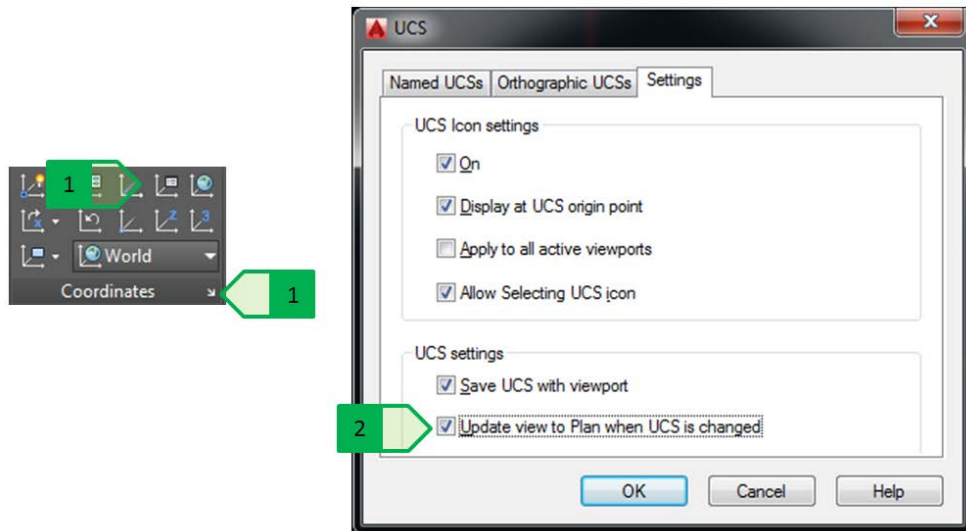 UCS
Named UCSs Orthographic UCSs Settings
UCS Icon settings
On
Display at UCS origin point
Apply to all active viewports
Allow Selecting UCS icon
UCS settings
Save UCS with viewport
2 Update view to Plan when UCS is changed
OK Cancel Help
1
x Z 3
World
Coordinates 1